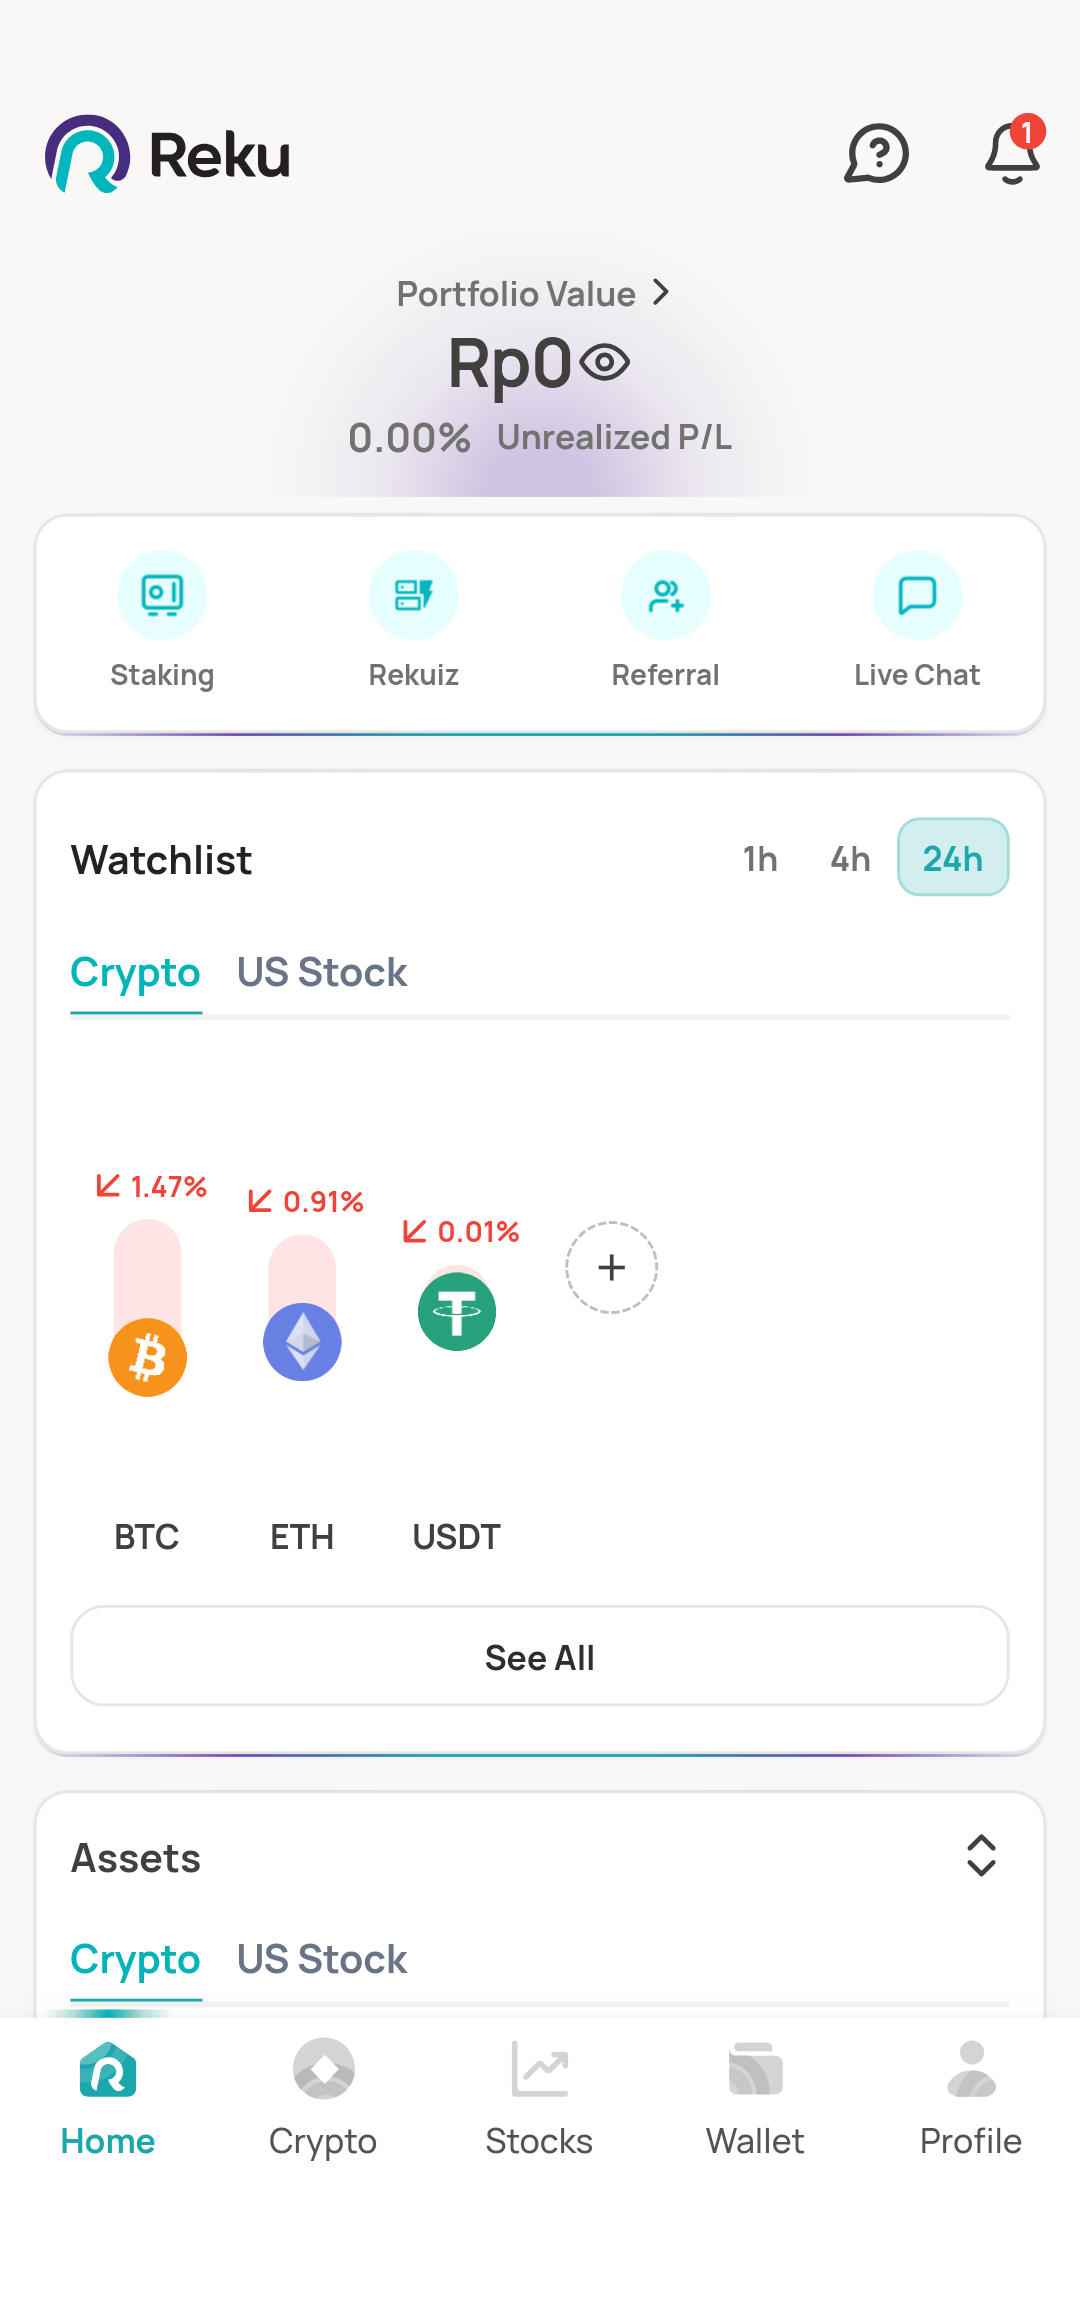 Reku
1
Portfolio Value
Rp0
0.00% Unrealized P/L
Staking Rekuiz Referral Live Chat
Watchlist 1h 4h 24h
Crypto US Stock
1.47% 0.91% 0.01%
BTC ETH USDT
See All
Assets
Crypto US Stock
Home Crypto Stocks Wallet Profile